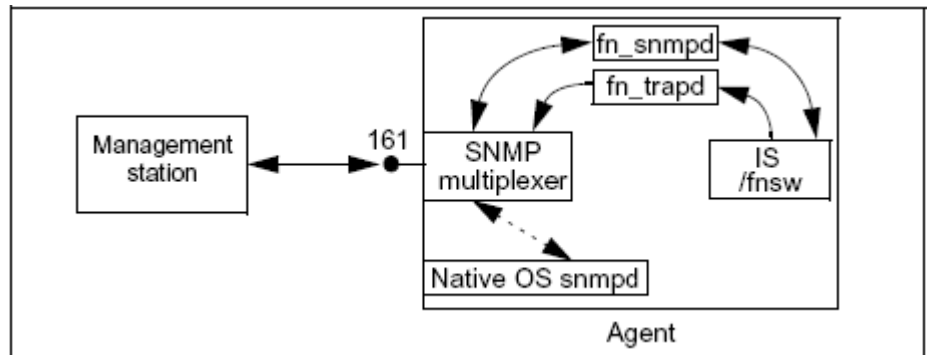 fn_snmpd
fn_trapd
161
Management
station
SNMP
multiplexer
IS
/fnsw
Native OS snmpd
Agent